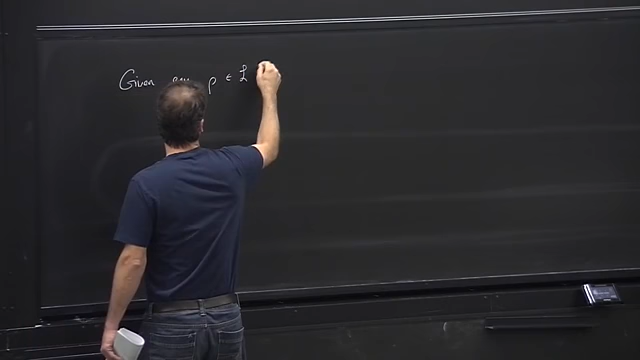 Given any ρ ∈ ℒ